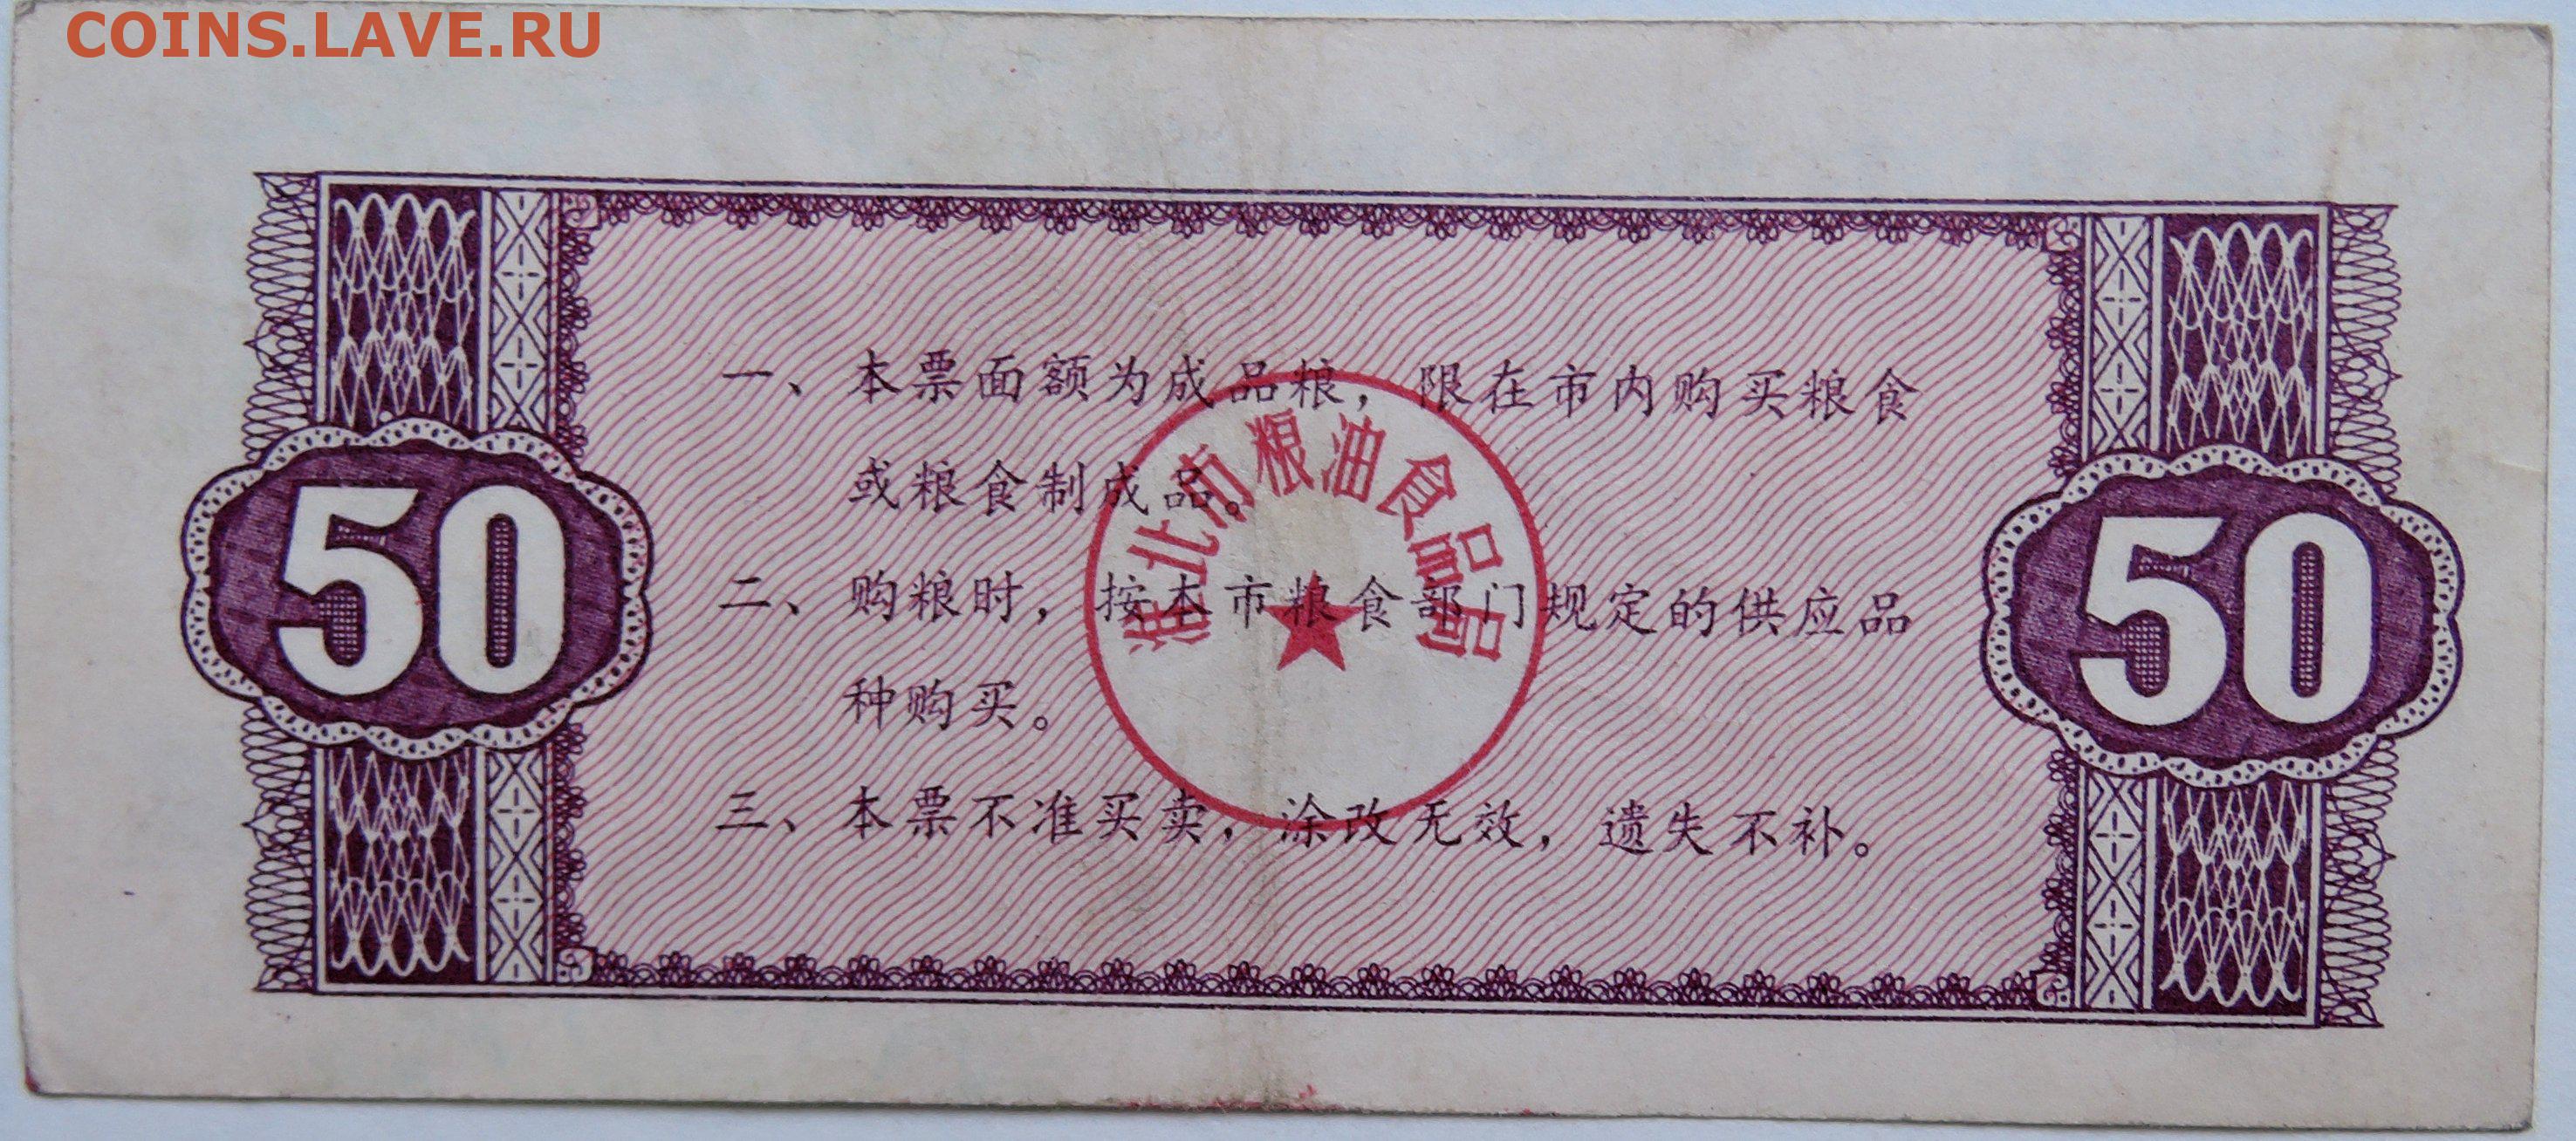 COINS.LAVE.RU
一、本票面额为成品粮，限在市内购买粮食
或粮食制成品。
二、购粮时，按本市粮食部门规定的供应品
种购买。
三、本票不准买卖，涂改无效，遗失不补。
淮北市粮油食品局
50
50